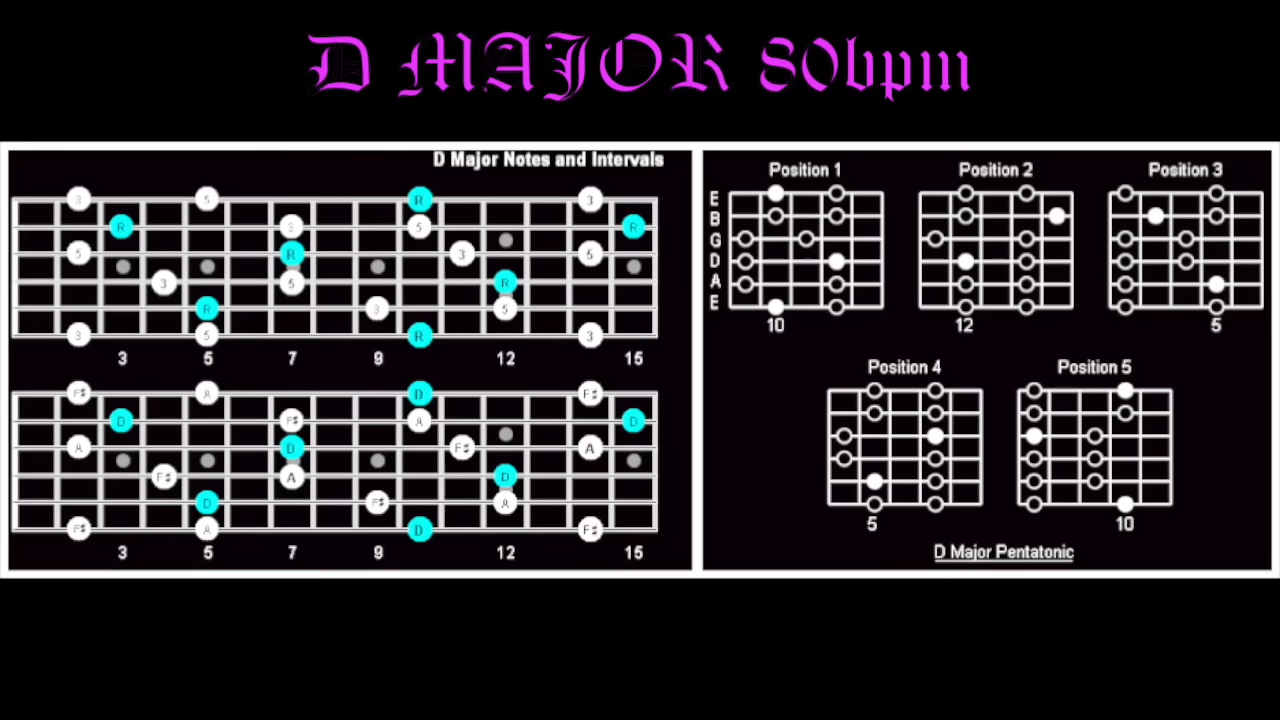 D MAJOR 80bpm
D Major Notes and Intervals
3 5 R 3
R 3 5 R
5 R 3 5
3 5 R
R 3 5
3 5 R 3
3 5 7 9 12 15
F# A D F#
D F# A D
A D F# A
F# A D
D F# A
F# A D F#
3 5 7 9 12 15
Position 1 Position 2 Position 3
E
B
G
D
A
E
10 12 5
Position 4 Position 5
5 10
D Major Pentatonic